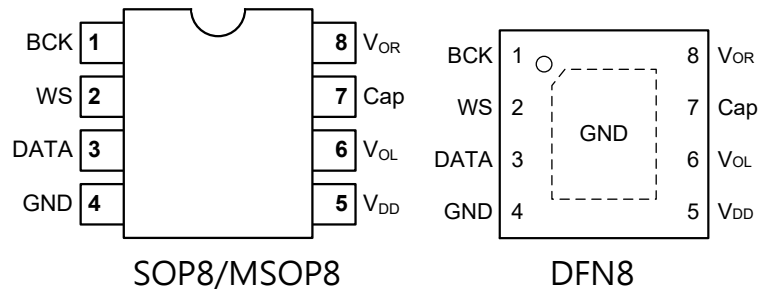 BCK 1 8 VOR
WS 2 7 Cap
DATA 3 6 VOL
GND 4 5 VDD
SOP8/MSOP8
BCK 1 8 VOR
WS 2 7 Cap
GND
DATA 3 6 VOL
GND 4 5 VDD
DFN8